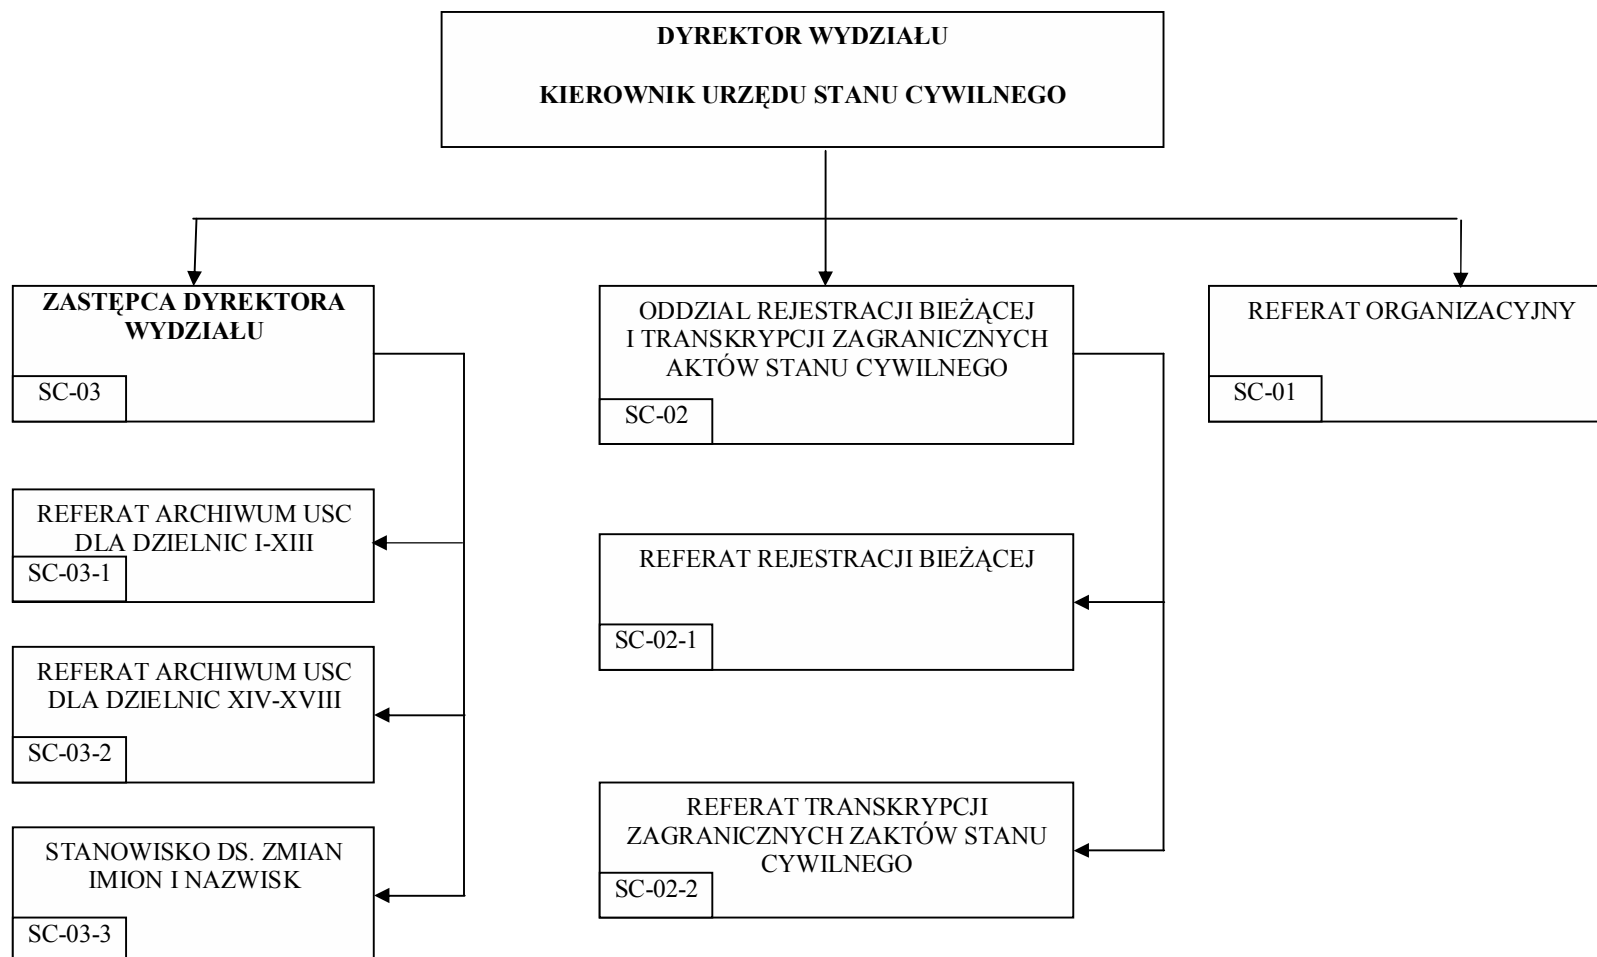 DYREKTOR WYDZIAŁU
KIEROWNIK URZĘDU STANU CYWILNEGO
ZASTĘPCA DYREKTORA
WYDZIAŁU
SC-03
ODDZIAL REJESTRACJI BIEŻĄCEJ
I TRANSKRYPCJI ZAGRANICZNYCH
AKTÓW STANU CYWILNEGO
SC-02
REFERAT ORGANIZACYJNY
SC-01
REFERAT ARCHIWUM USC
DLA DZIELNIC I-XIII
SC-03-1
REFERAT REJESTRACJI BIEŻĄCEJ
SC-02-1
REFERAT ARCHIWUM USC
DLA DZIELNIC XIV-XVIII
SC-03-2
REFERAT TRANSKRYPCJI
ZAGRANICZNYCH ZAKTÓW STANU
CYWILNEGO
SC-02-2
STANOWISKO DS. ZMIAN
IMION I NAZWISK
SC-03-3